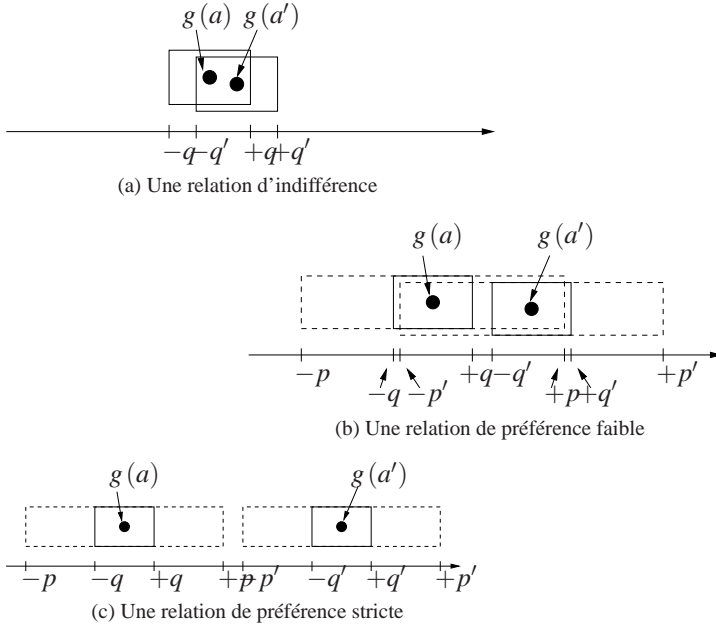 g(a) g(a′)
−q −q′ +q +q′
(a) Une relation d'indifférence
g(a) g(a′)
−p −q −p′ +q −q′ +p +q′ +p′
(b) Une relation de préférence faible
g(a) g(a′)
−p −q +q +p −p′ −q′ +q′ +p′
(c) Une relation de préférence stricte